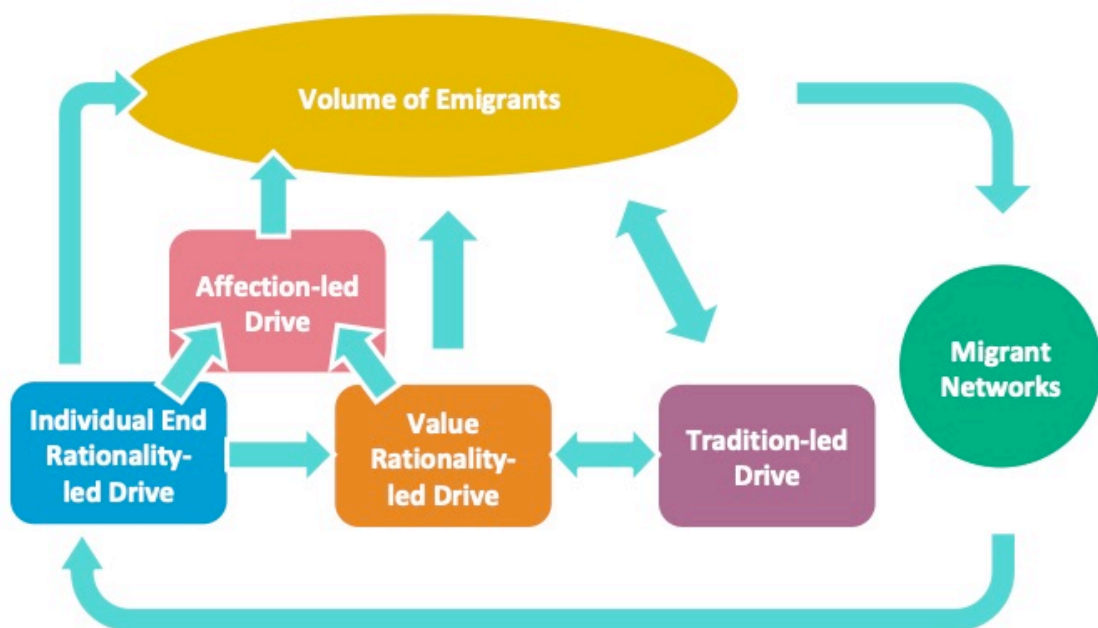 Volume of Emigrants
Affection-led
Drive
Migrant
Networks
Individual End
Rationality-
led Drive
Value
Rationality-
led Drive
Tradition-led
Drive